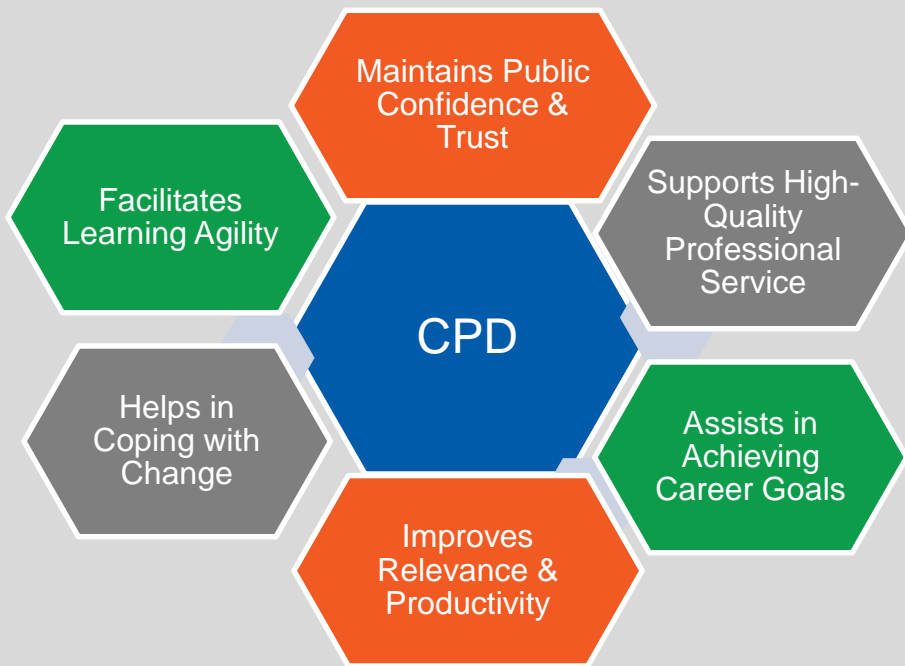 Maintains Public
Confidence &
Trust
Facilitates
Learning Agility
Supports High-
Quality
Professional
Service
CPD
Helps in
Coping with
Change
Assists in
Achieving
Career Goals
Improves
Relevance &
Productivity